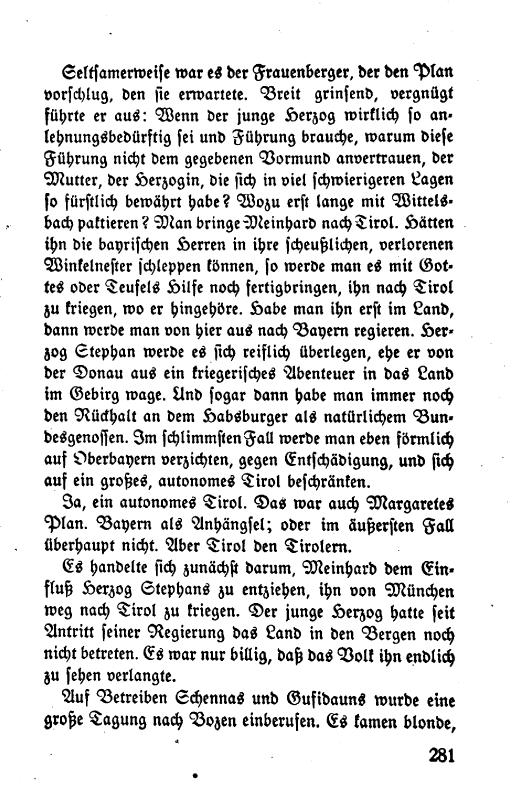 Seltsamerweise war es der Frauenberger, der den Plan
vorschlug, den sie erwartete. Breit grinsend, vergnügt
führte er aus: Wenn der junge Herzog wirklich so an-
lehnungsbedürftig sei und Führung brauche, warum diese
Führung nicht dem gegebenen Vormund anvertrauen, der
Mutter, der Herzogin, die sich in viel schwierigeren Lagen
so fürstlich bewährt habe? Wozu erst lange mit Wittels-
bach paktieren? Man bringe Meinhard nach Tirol. Hätten
ihn die bayrischen Herren in ihre scheußlichen, verlorenen
Winkelnester schleppen können, so werde man es mit Got-
tes oder Teufels Hilfe noch fertigbringen, ihn nach Tirol
zu kriegen, wo er hingehöre. Habe man ihn erst im Land,
dann werde man von hier aus nach Bayern regieren. Her-
zog Stephan werde es sich reiflich überlegen, ehe er von
der Donau aus ein kriegerisches Abenteuer in das Land
im Gebirg wage. Und sogar dann habe man immer noch
den Rückhalt an dem Habsburger als natürlichem Bun-
desgenossen. Im schlimmsten Fall werde man eben förmlich
auf Oberbayern verzichten, gegen Entschädigung, und sich
auf ein großes, autonomes Tirol beschränken.
Ja, ein autonomes Tirol. Das war auch Margaretes
Plan. Bayern als Anhängsel; oder im äußersten Fall
überhaupt nicht. Aber Tirol den Tirolern.
Es handelte sich zunächst darum, Meinhard dem Ein-
fluß Herzog Stephans zu entziehen, ihn von München
weg nach Tirol zu kriegen. Der junge Herzog hatte seit
Antritt seiner Regierung das Land in den Bergen noch
nicht betreten. Es war nur billig, daß das Volk ihn endlich
zu sehen verlangte.
Auf Betreiben Schennas und Gufidauns wurde eine
große Tagung nach Bozen einberufen. Es kamen blonde,
281